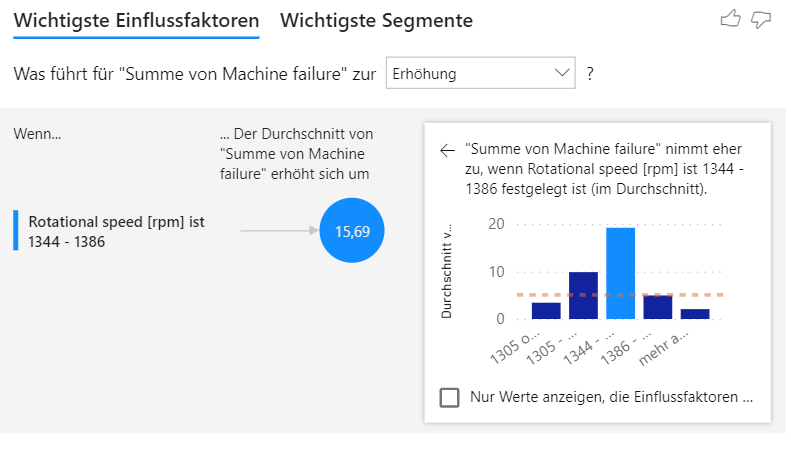 Wichtigste Einflussfaktoren Wichtigste Segmente
Was führt für "Summe von Machine failure" zur Erhöhung ?
Wenn...
... Der Durchschnitt von
"Summe von Machine
failure" erhöht sich um
Rotational speed [rpm] ist
1344 - 1386
15,69
"Summe von Machine failure" nimmt eher
zu, wenn Rotational speed [rpm] ist 1344 -
1386 festgelegt ist (im Durchschnitt).
Durchschnitt v...
20
10
0
1305 o...
1305 - ...
1344 - ...
1386 - ...
mehr a...
Nur Werte anzeigen, die Einflussfaktoren ...